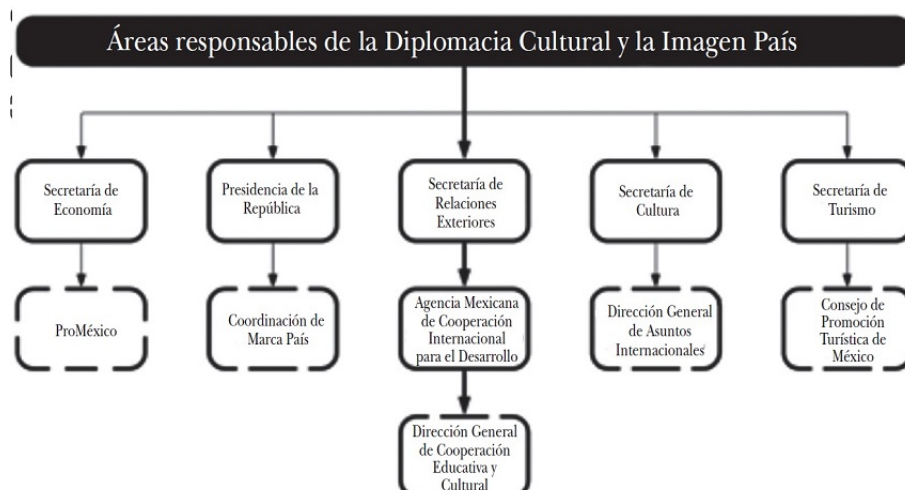 Áreas responsables de la Diplomacia Cultural y la Imagen País
Secretaría de
Economía
Presidencia de la
República
Secretaría de
Relaciones
Exteriores
Secretaría de
Cultura
Secretaría de
Turismo
ProMéxico
Coordinación de
Marca País
Agencia Mexicana
de Cooperación
Internacional
para el Desarrollo
Dirección General
de Asuntos
Internacionales
Consejo de
Promoción
Turística de
México
Dirección General
de Cooperación
Educativa y
Cultural